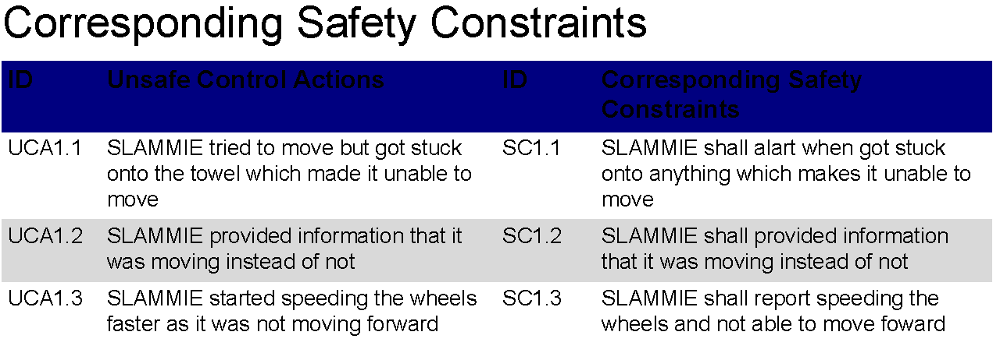 Corresponding Safety Constraints
ID Unsafe Control Actions ID Corresponding Safety
Constraints
UCA1.1 SLAMMIE tried to move but got stuck SC1.1 SLAMMIE shall alart when got stuck
onto the towel which made it unable to onto anything which makes it unable to
move move
UCA1.2 SLAMMIE provided information that it SC1.2 SLAMMIE shall provided information
was moving instead of not that it was moving instead of not
UCA1.3 SLAMMIE started speeding the wheels SC1.3 SLAMMIE shall report speeding the
faster as it was not moving forward wheels and not able to move foward